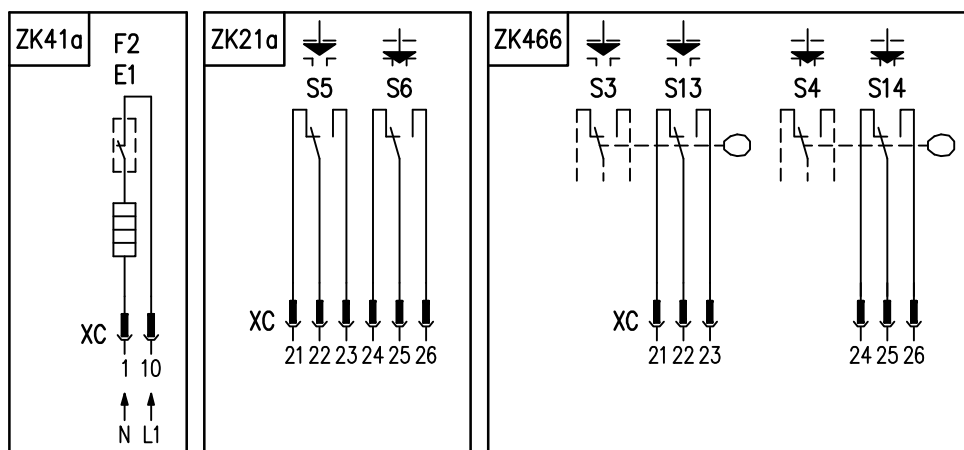 ZK41a
F2
E1
XC
1 10
N L1
ZK21a
S5 S6
XC
21 22 23 24 25 26
ZK466
S3 S13 S4 S14
XC
21 22 23 24 25 26